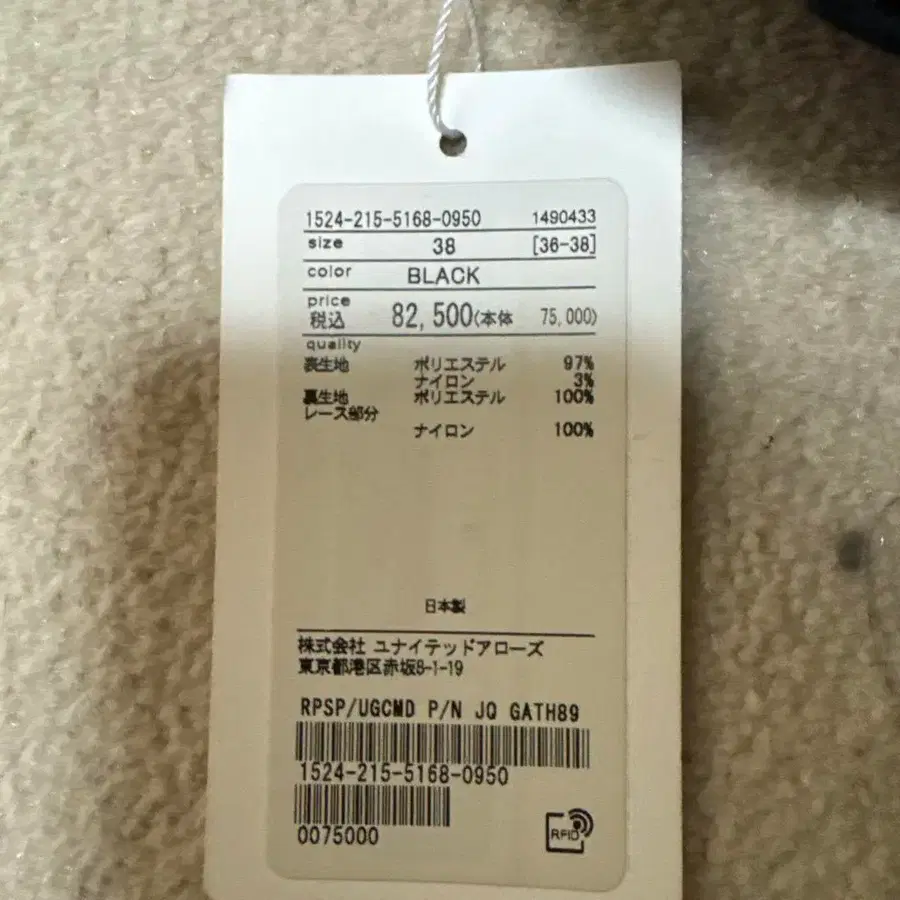 1524-215-5168-0950 1490433
size 38 [36-38]
color BLACK
price
税込 82,500(本体 75,000)
quality
表生地 ポリエステル 97%
ナイロン 3%
裏生地 ポリエステル 100%
レース部分
ナイロン 100%
日本製
株式会社 ユナイテッドアローズ
東京都港区赤坂8-1-19
RPSP/UGCMD P/N JQ GATH89
1524-215-5168-0950
0075000
RFID